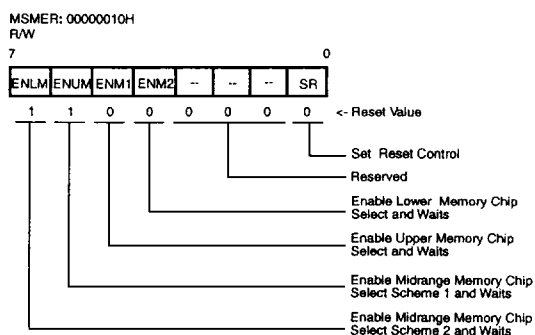 MSMER: 00000010H
R/W
7 0
ENLM ENUM ENM1 ENM2 -- -- -- SR
1 1 0 0 0 0 0 0 <- Reset Value
Set Reset Control
Reserved
Enable Lower Memory Chip
Select and Waits
Enable Upper Memory Chip
Select and Waits
Enable Midrange Memory Chip
Select Scheme 1 and Waits
Enable Midrange Memory Chip
Select Scheme 2 and Waits